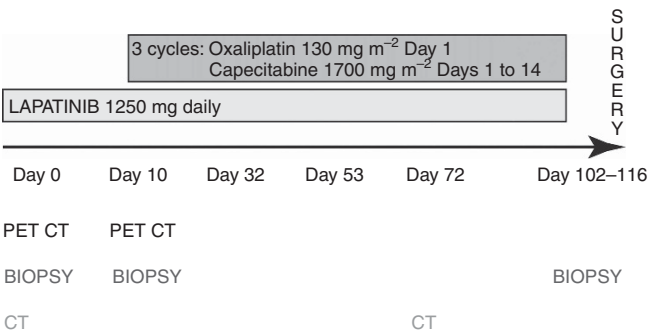 SURGERY
3 cycles: Oxaliplatin 130 mg m⁻² Day 1
Capecitabine 1700 mg m⁻² Days 1 to 14
LAPATINIB 1250 mg daily
Day 0 Day 10 Day 32 Day 53 Day 72 Day 102–116
PET CT PET CT
BIOPSY BIOPSY BIOPSY
CT CT